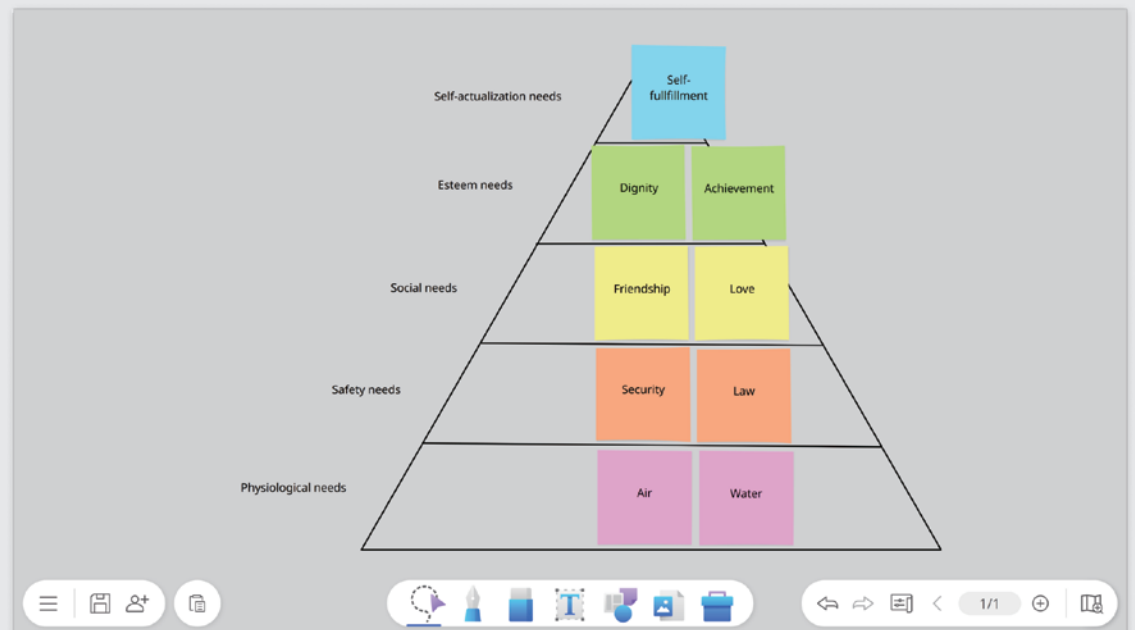 Self-
fullfillment
Self-actualization needs
Esteem needs
Dignity
Achievement
Social needs
Friendship
Love
Safety needs
Security
Law
Physiological needs
Air
Water
T
1/1